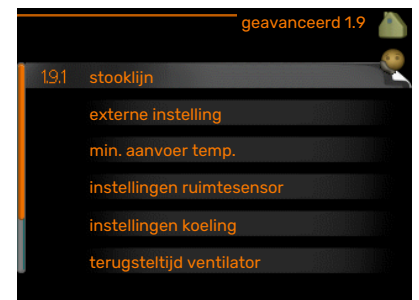 geavanceerd 1.9
1.9.1 stooklijn
externe instelling
min. aanvoer temp.
instellingen ruimtesensor
instellingen koeling
terugsteltijd ventilator